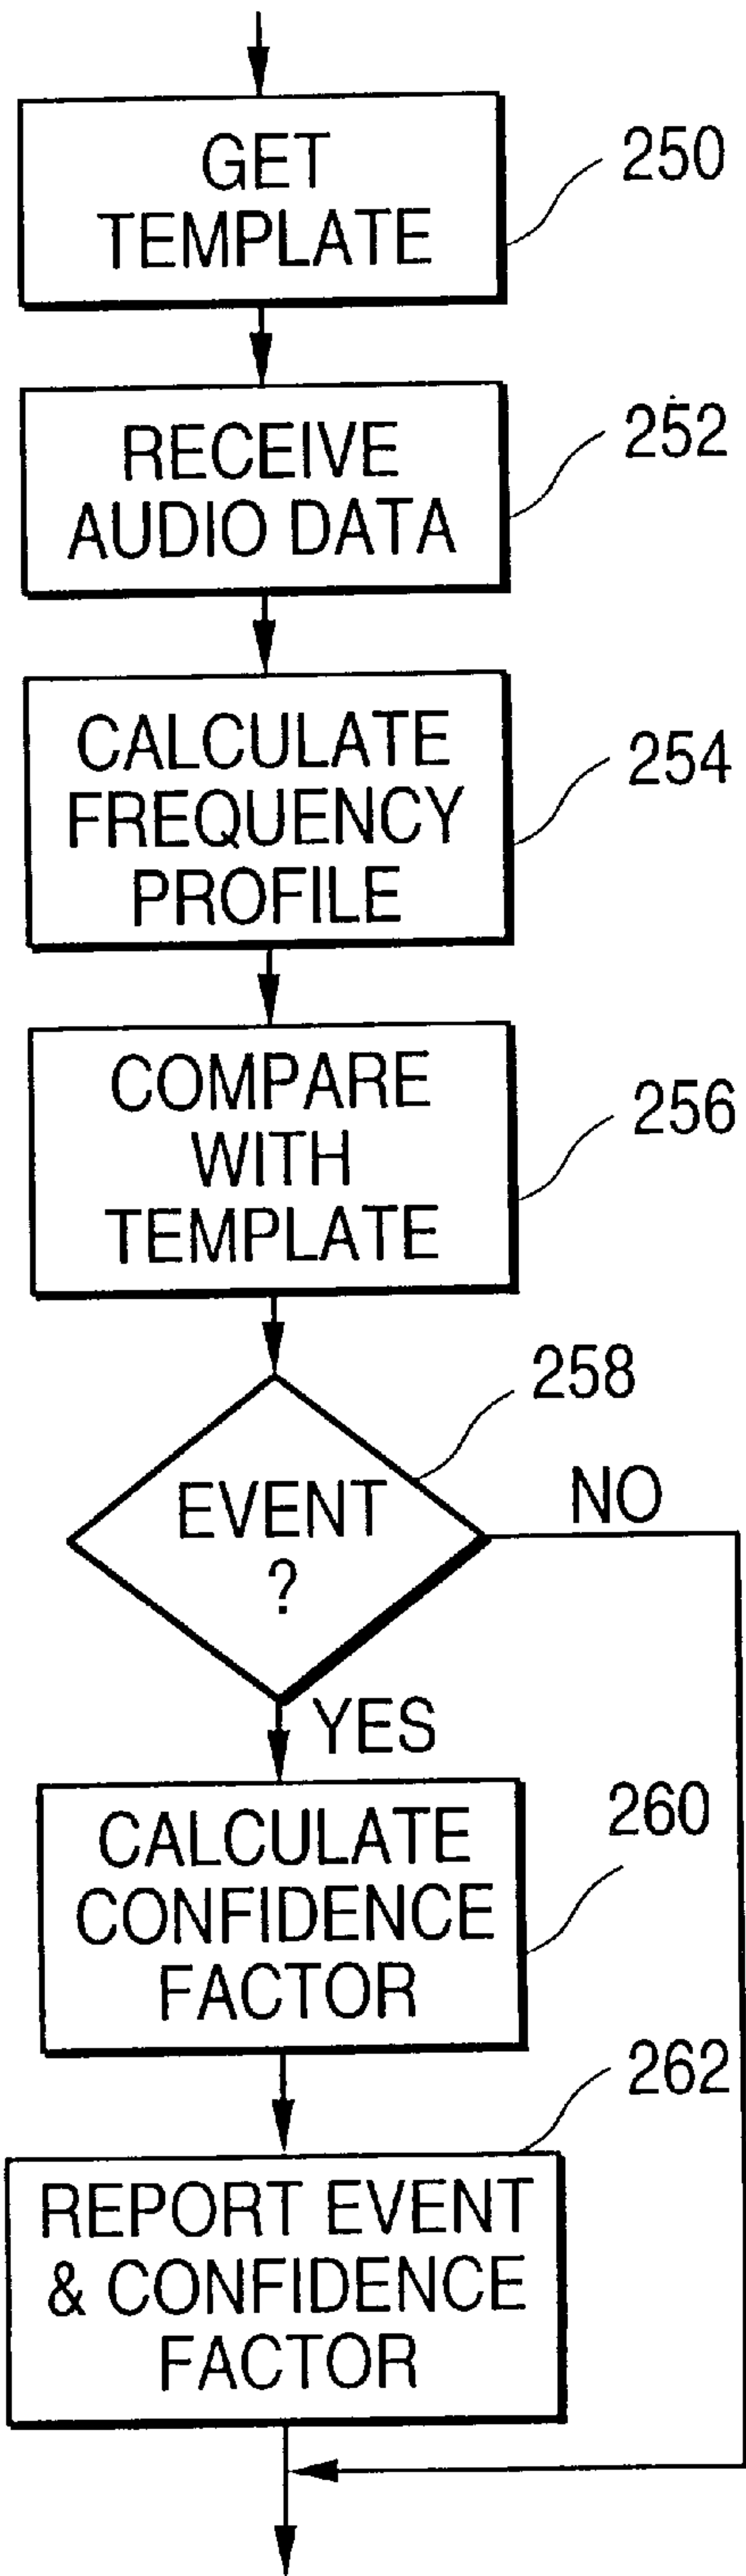 GET
TEMPLATE
250
RECEIVE
AUDIO DATA
252
CALCULATE
FREQUENCY
PROFILE
254
COMPARE
WITH
TEMPLATE
256
258
EVENT
?
NO
YES
CALCULATE
CONFIDENCE
FACTOR
260
262
REPORT EVENT
& CONFIDENCE
FACTOR